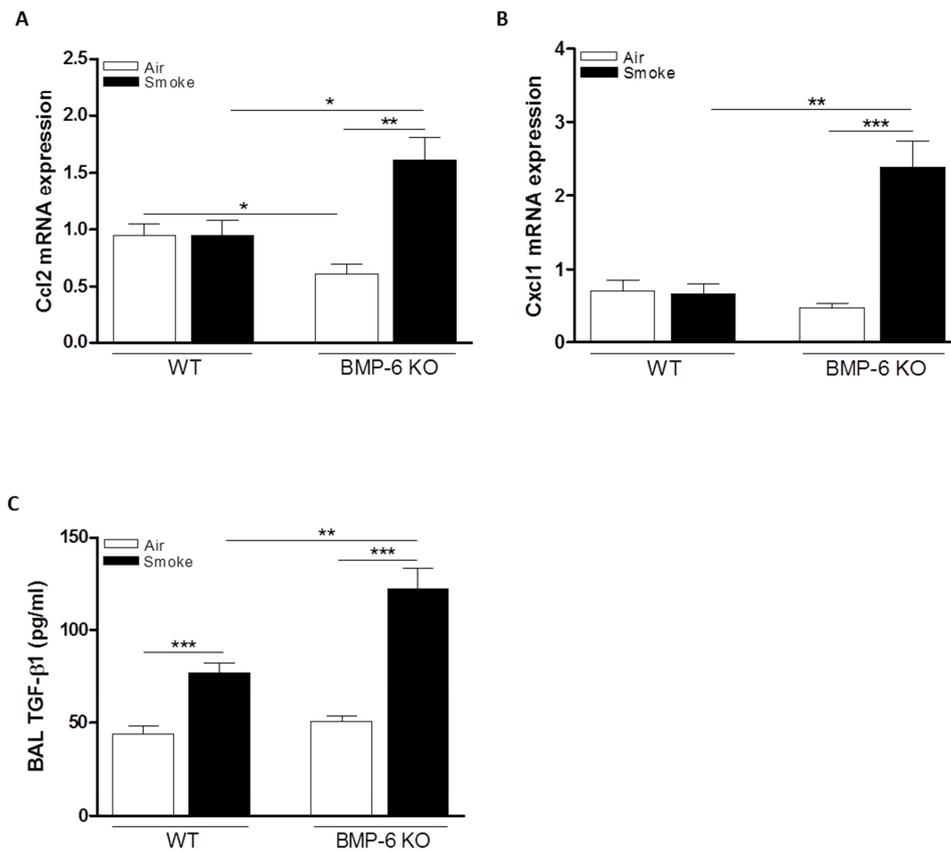 A
Ccl2 mRNA expression
2.5
2.0
1.5
1.0
0.5
0.0
Air
Smoke
*
**
*
WT
BMP-6 KO
B
Cxcl1 mRNA expression
4
3
2
1
0
Air
Smoke
**
***
WT
BMP-6 KO
C
BAL TGF-β1 (pg/ml)
150
100
50
0
Air
Smoke
**
***
***
WT
BMP-6 KO